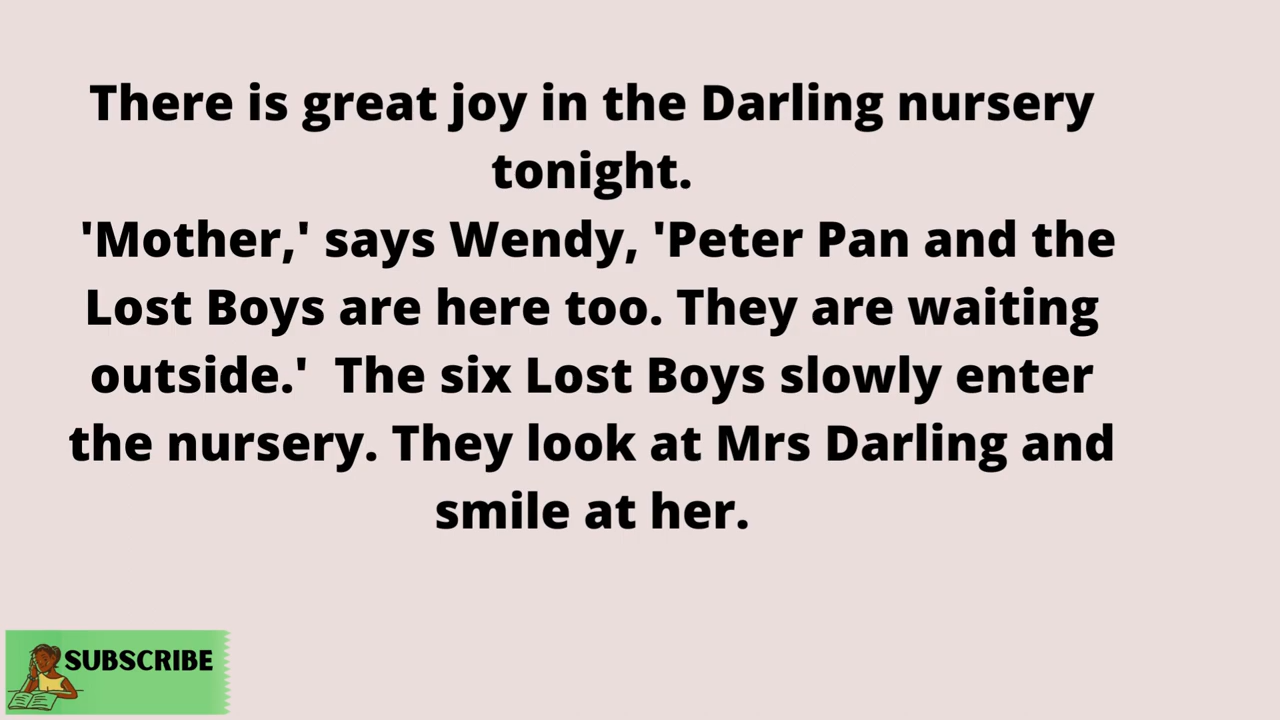 There is great joy in the Darling nursery
tonight.
'Mother,' says Wendy, 'Peter Pan and the
Lost Boys are here too. They are waiting
outside.'  The six Lost Boys slowly enter
the nursery. They look at Mrs Darling and
smile at her.
SUBSCRIBE